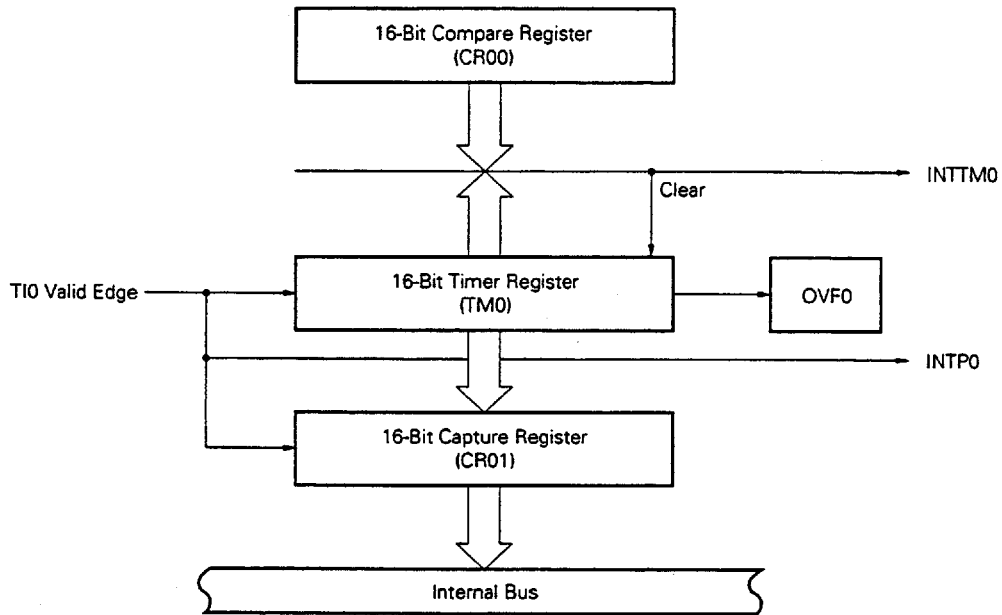 16-Bit Compare Register
(CR00)
INTTM0
Clear
16-Bit Timer Register
(TM0)
TI0 Valid Edge
OVF0
INTP0
16-Bit Capture Register
(CR01)
Internal Bus